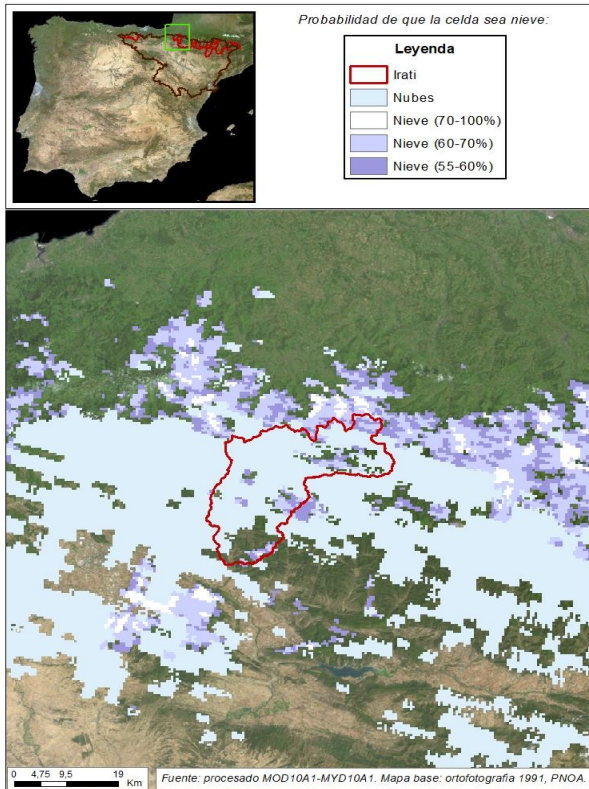 Probabilidad de que la celda sea nieve:
Leyenda
Irati
Nubes
Nieve (70-100%)
Nieve (60-70%)
Nieve (55-60%)
0 4,75 9,5 19
Km
Fuente: procesado MOD10A1-MYD10A1. Mapa base: ortofotografia 1991, PNOA.